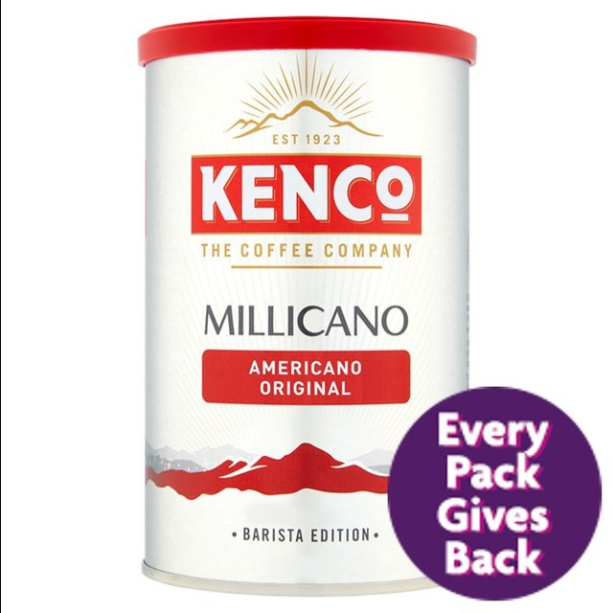 EST 1923
KENCO
THE COFFEE COMPANY
MILLICANO
AMERICANO
ORIGINAL
• BARISTA EDITION •
Every
Pack
Gives
Back